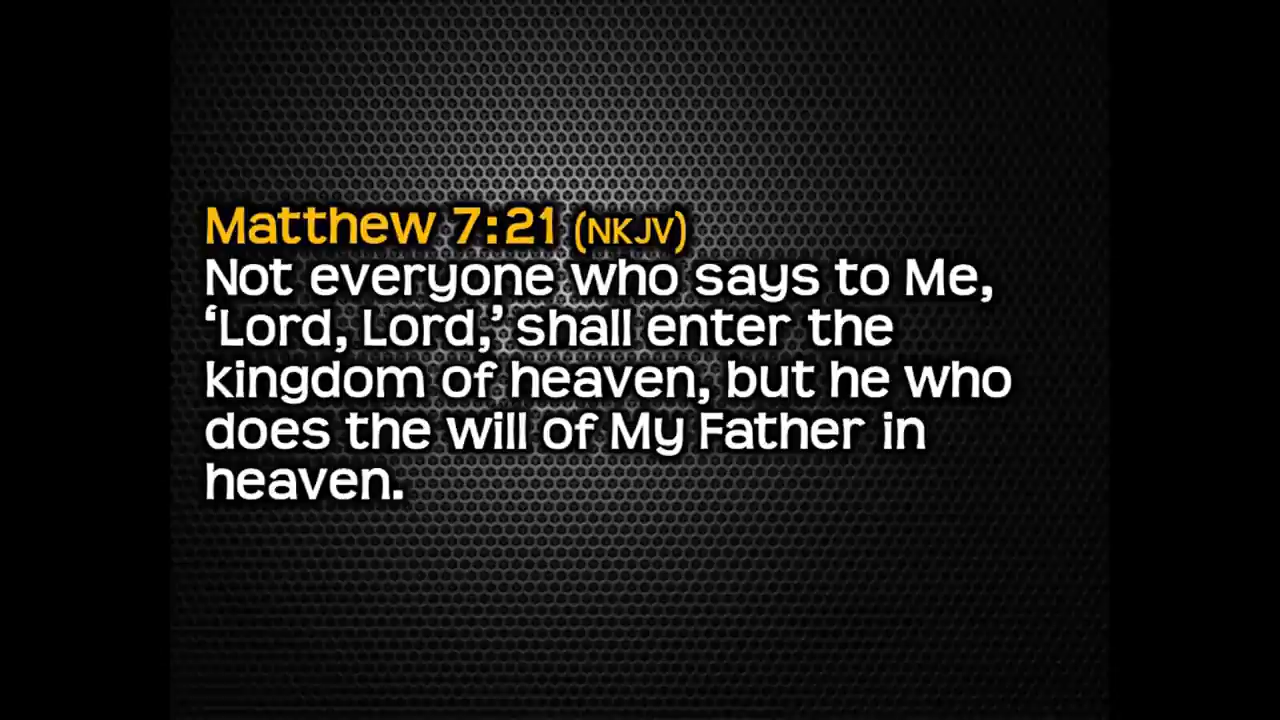 Matthew 7:21 (NKJV)
Not everyone who says to Me,
‘Lord, Lord,’ shall enter the
kingdom of heaven, but he who
does the will of My Father in
heaven.